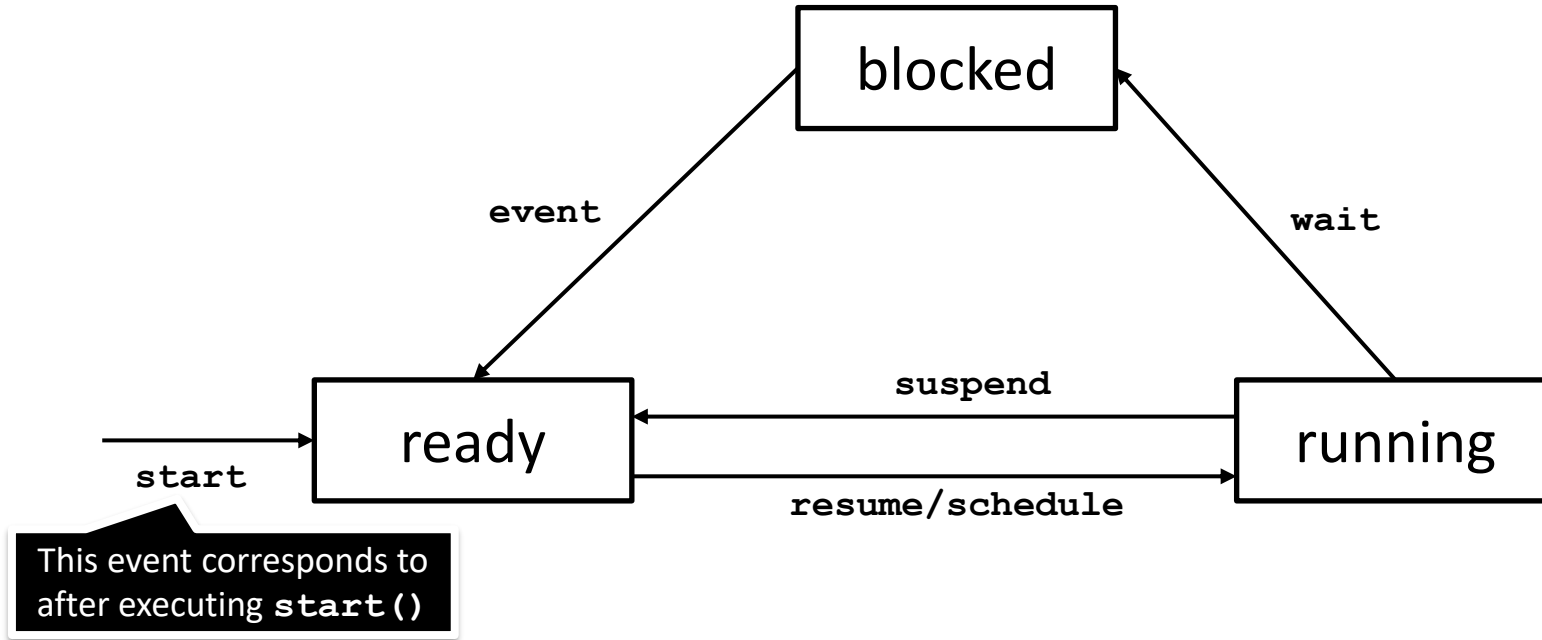 blocked
event
wait
suspend
ready
running
start
resume/schedule
This event corresponds to
after executing start()